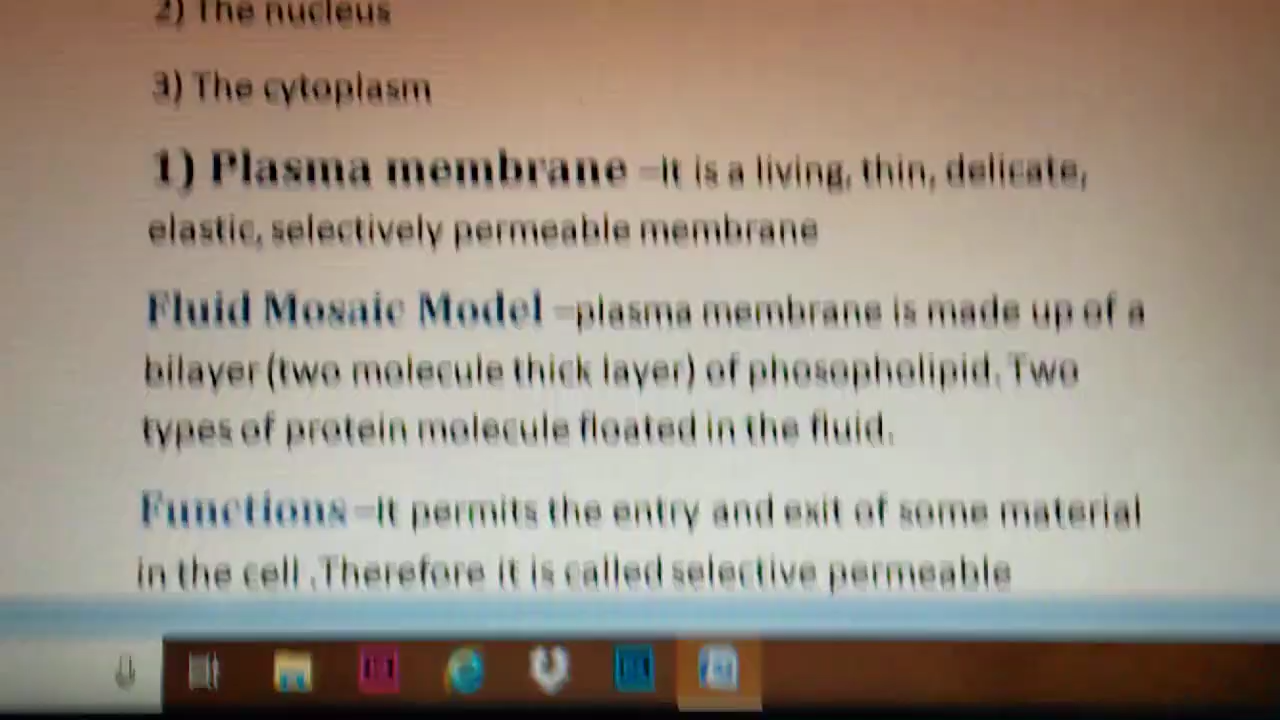 2) The nucleus
3) The cytoplasm
1) Plasma membrane –It is a living, thin, delicate,
elastic, selectively permeable membrane
Fluid Mosaic Model –plasma membrane is made up of a
bilayer (two molecule thick layer) of phosopholipid. Two
types of protein molecule floated in the fluid.
Functions–It permits the entry and exit of some material
in the cell .Therefore it is called selective permeable